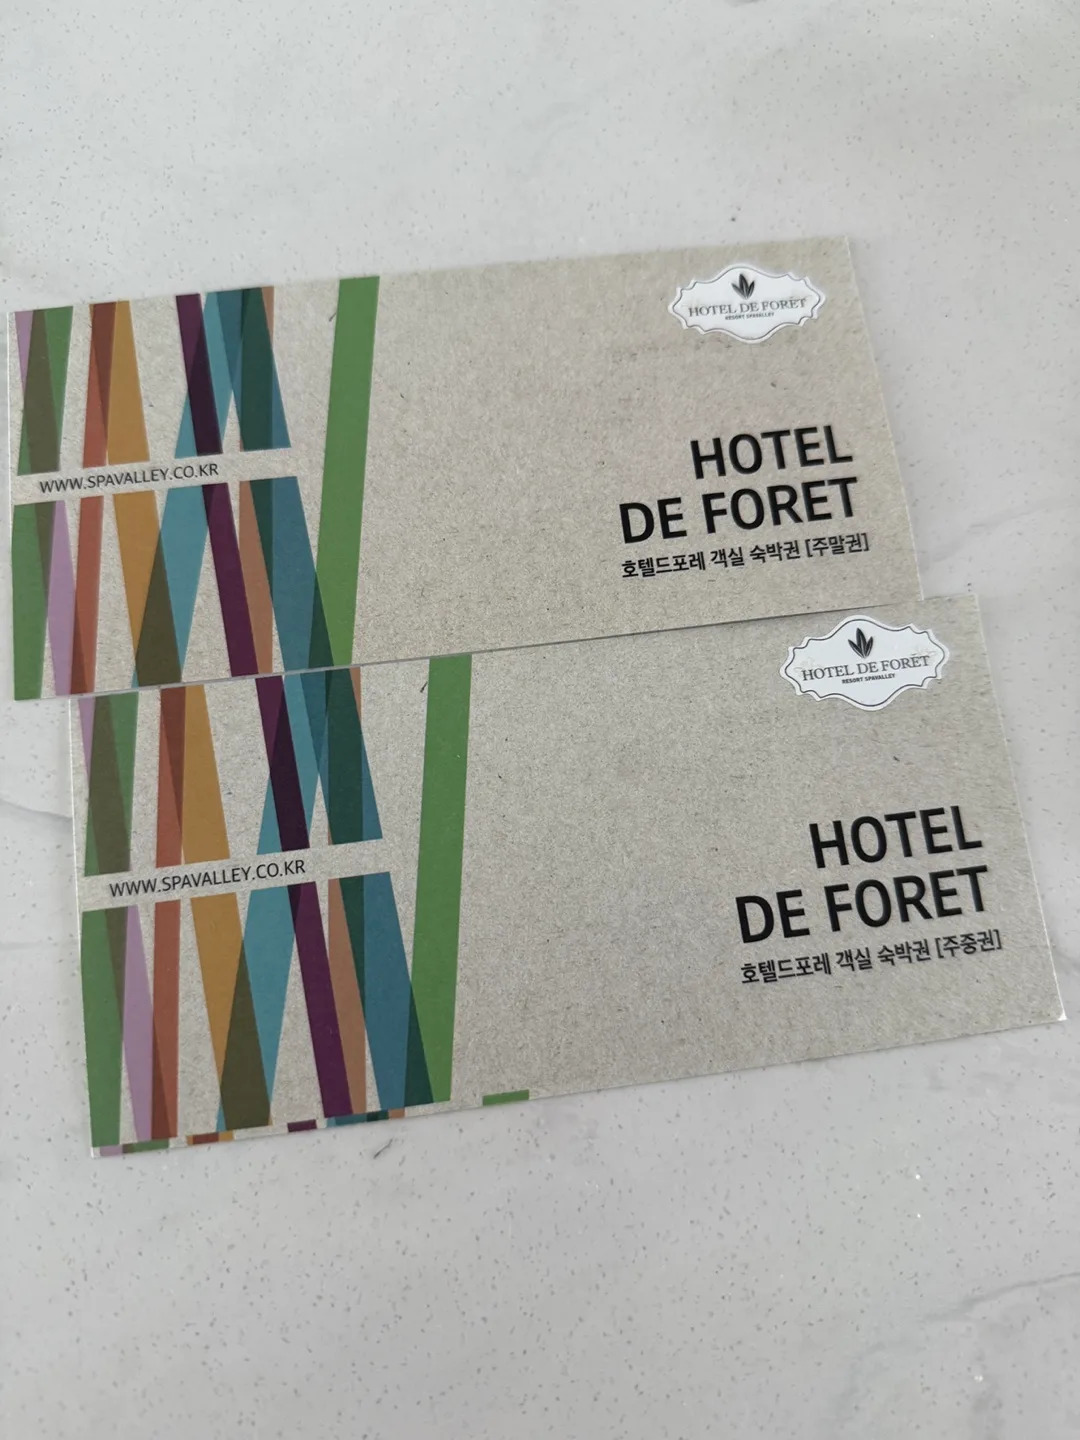 HOTEL DE FORÊT
RESORT SPAVALLEY
WWW.SPAVALLEY.CO.KR
HOTEL
DE FORET
호텔드포레 객실 숙박권 [주말권]
HOTEL DE FORÊT
RESORT SPAVALLEY
WWW.SPAVALLEY.CO.KR
HOTEL
DE FORET
호텔드포레 객실 숙박권 [주중권]